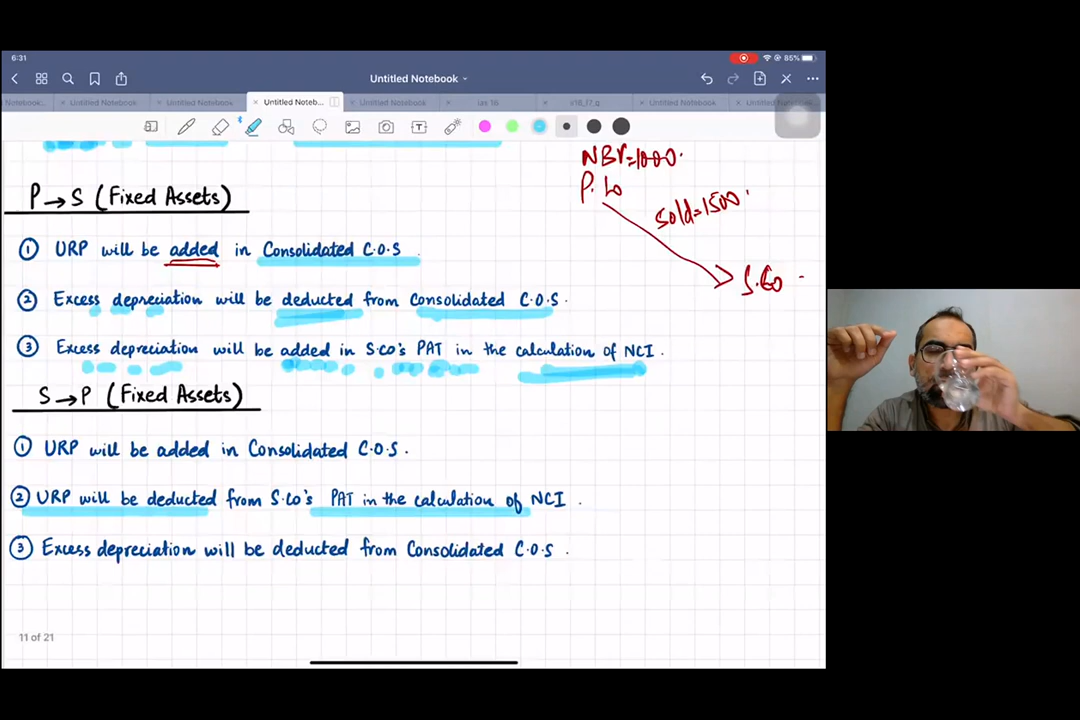 6:31
85%
Untitled Notebook
Notebook...
Untitled Notebook
Untitled Notebook
Untitled Noteb...
Untitled Notebook
ias 16
Untitled Notebook
NBV=1000
P. Co
Sold=1500
S.Co
P→S (Fixed Assets)
① URP will be added in Consolidated C.O.S
② Excess depreciation will be deducted from Consolidated C.O.S.
③ Excess depreciation will be added in S.Co's PAT in the calculation of NCI.
S→P (Fixed Assets)
① URP will be added in Consolidated C.O.S.
② URP will be deducted from S.Co's PAT in the calculation of NCI.
③ Excess depreciation will be deducted from Consolidated C.O.S.
11 of 21